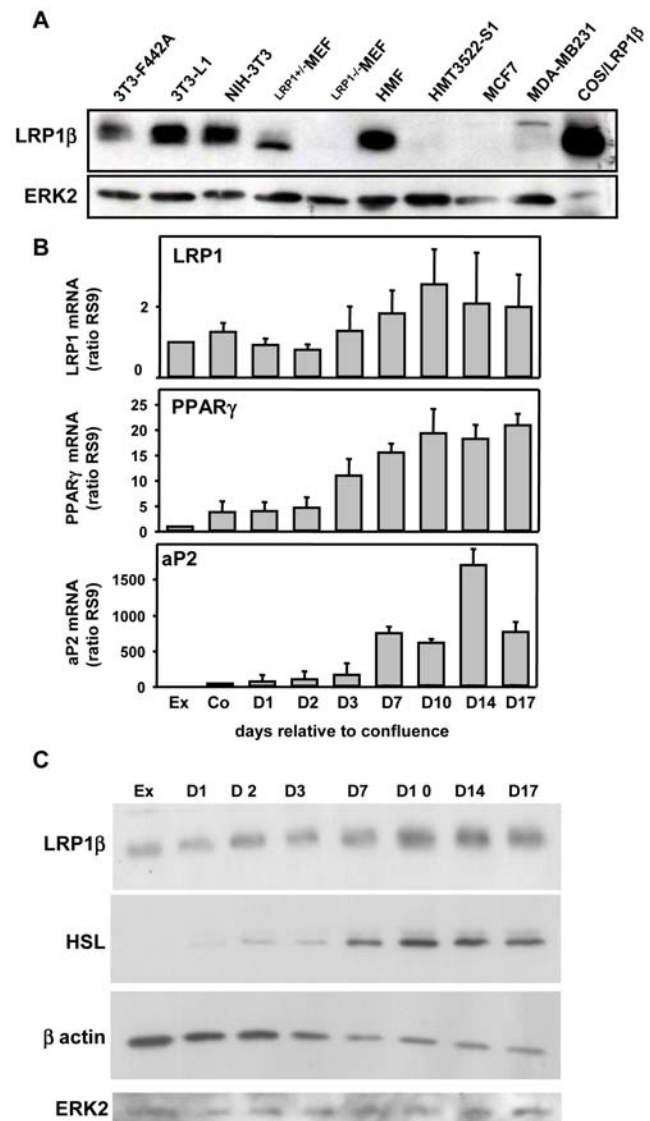 A
3T3-F442A 3T3-L1 NIH-3T3 LRP1+/-MEF LRP1-/-MEF HMF HMT3522-S1 MCF7 MDA-MB231 COS/LRP1β
LRP1β
ERK2
B
LRP1
LRP1 mRNA
(ratio RS9)
2
0
PPARγ
PPARγ mRNA
(ratio RS9)
25
20
15
10
5
0
aP2
aP2 mRNA
(ratio RS9)
1500
1000
500
0
Ex Co D1 D2 D3 D7 D10 D14 D17
days relative to confluence
C
Ex D1 D 2 D3 D7 D1 0 D14 D17
LRP1β
HSL
β actin
ERK2